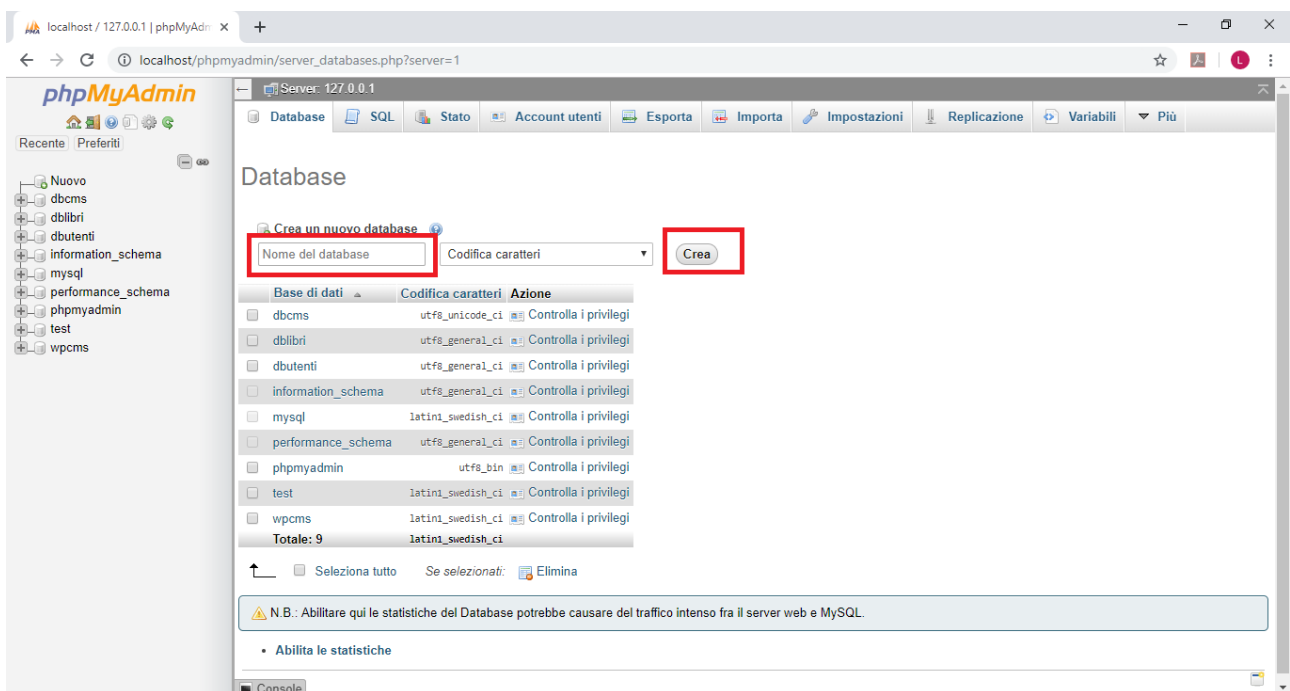 localhost / 127.0.0.1 | phpMyAdm
localhost/phpmyadmin/server_databases.php?server=1
L
phpMyAdmin
Recente Preferiti
Nuovo
dbcms
dblibri
dbutenti
information_schema
mysql
performance_schema
phpmyadmin
test
wpcms
Server: 127.0.0.1
Database SQL Stato Account utenti Esporta Importa Impostazioni Replicazione Variabili Più
Database
Crea un nuovo database
Nome del database Codifica caratteri Crea
Base di dati Codifica caratteri Azione
dbcms utf8_unicode_ci Controlla i privilegi
dblibri utf8_general_ci Controlla i privilegi
dbutenti utf8_general_ci Controlla i privilegi
information_schema utf8_general_ci Controlla i privilegi
mysql latin1_swedish_ci Controlla i privilegi
performance_schema utf8_general_ci Controlla i privilegi
phpmyadmin utf8_bin Controlla i privilegi
test latin1_swedish_ci Controlla i privilegi
wpcms latin1_swedish_ci Controlla i privilegi
Totale: 9 latin1_swedish_ci
Seleziona tutto Se selezionati: Elimina
N.B.: Abilitare qui le statistiche del Database potrebbe causare del traffico intenso fra il server web e MySQL.
• Abilita le statistiche
Console